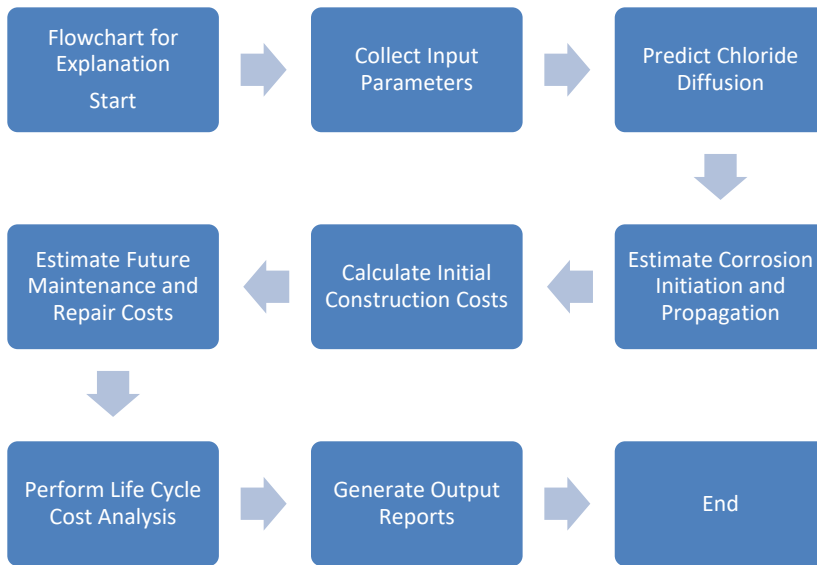 Flowchart for
Explanation
Start
Collect Input
Parameters
Predict Chloride
Diffusion
Estimate Corrosion
Initiation and
Propagation
Calculate Initial
Construction Costs
Estimate Future
Maintenance and
Repair Costs
Perform Life Cycle
Cost Analysis
Generate Output
Reports
End